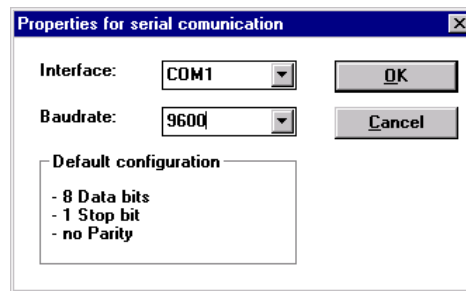 Properties for serial comunication
Interface: COM1 OK
Baudrate: 9600 Cancel
Default configuration
- 8 Data bits
- 1 Stop bit
- no Parity